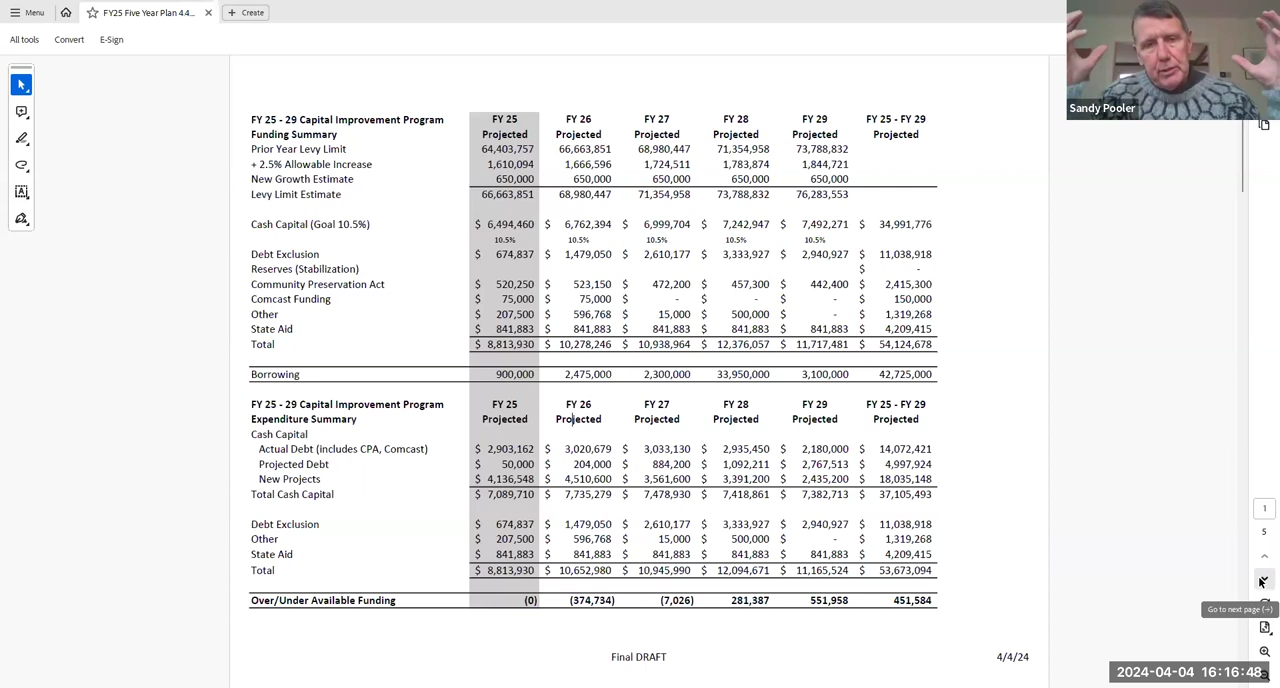 Menu FY25 Five Year Plan 4.4... Create
All tools Convert E-Sign
Sandy Pooler
FY 25 - 29 Capital Improvement Program FY 25 FY 26 FY 27 FY 28 FY 29 FY 25 - FY 29
Funding Summary Projected Projected Projected Projected Projected Projected
Prior Year Levy Limit 64,403,757 66,663,851 68,980,447 71,354,958 73,788,832
+ 2.5% Allowable Increase 1,610,094 1,666,596 1,724,511 1,783,874 1,844,721
New Growth Estimate 650,000 650,000 650,000 650,000 650,000
Levy Limit Estimate 66,663,851 68,980,447 71,354,958 73,788,832 76,283,553
Cash Capital (Goal 10.5%) $ 6,494,460 $ 6,762,394 $ 6,999,704 $ 7,242,947 $ 7,492,271 $ 34,991,776
10.5% 10.5% 10.5% 10.5% 10.5%
Debt Exclusion $ 674,837 $ 1,479,050 $ 2,610,177 $ 3,333,927 $ 2,940,927 $ 11,038,918
Reserves (Stabilization) $ -
Community Preservation Act $ 520,250 $ 523,150 $ 472,200 $ 457,300 $ 442,400 $ 2,415,300
Comcast Funding $ 75,000 $ 75,000 $ - $ - $ - $ 150,000
Other $ 207,500 $ 596,768 $ 15,000 $ 500,000 $ - $ 1,319,268
State Aid $ 841,883 $ 841,883 $ 841,883 $ 841,883 $ 841,883 $ 4,209,415
Total $ 8,813,930 $ 10,278,246 $ 10,938,964 $ 12,376,057 $ 11,717,481 $ 54,124,678
Borrowing 900,000 2,475,000 2,300,000 33,950,000 3,100,000 42,725,000
FY 25 - 29 Capital Improvement Program FY 25 FY 26 FY 27 FY 28 FY 29 FY 25 - FY 29
Expenditure Summary Projected Projected Projected Projected Projected Projected
Cash Capital
Actual Debt (includes CPA, Comcast) $ 2,903,162 $ 3,020,679 $ 3,033,130 $ 2,935,450 $ 2,180,000 $ 14,072,421
Projected Debt $ 50,000 $ 204,000 $ 884,200 $ 1,092,211 $ 2,767,513 $ 4,997,924
New Projects $ 4,136,548 $ 4,510,600 $ 3,561,600 $ 3,391,200 $ 2,435,200 $ 18,035,148
Total Cash Capital $ 7,089,710 $ 7,735,279 $ 7,478,930 $ 7,418,861 $ 7,382,713 $ 37,105,493
Debt Exclusion $ 674,837 $ 1,479,050 $ 2,610,177 $ 3,333,927 $ 2,940,927 $ 11,038,918
Other $ 207,500 $ 596,768 $ 15,000 $ 500,000 $ - $ 1,319,268
State Aid $ 841,883 $ 841,883 $ 841,883 $ 841,883 $ 841,883 $ 4,209,415
Total $ 8,813,930 $ 10,652,980 $ 10,945,990 $ 12,094,671 $ 11,165,524 $ 53,673,094
Over/Under Available Funding (0) (374,734) (7,026) 281,387 551,958 451,584
Final DRAFT 4/4/24
1
5
Go to next page (→)
2024-04-04 16:16:48